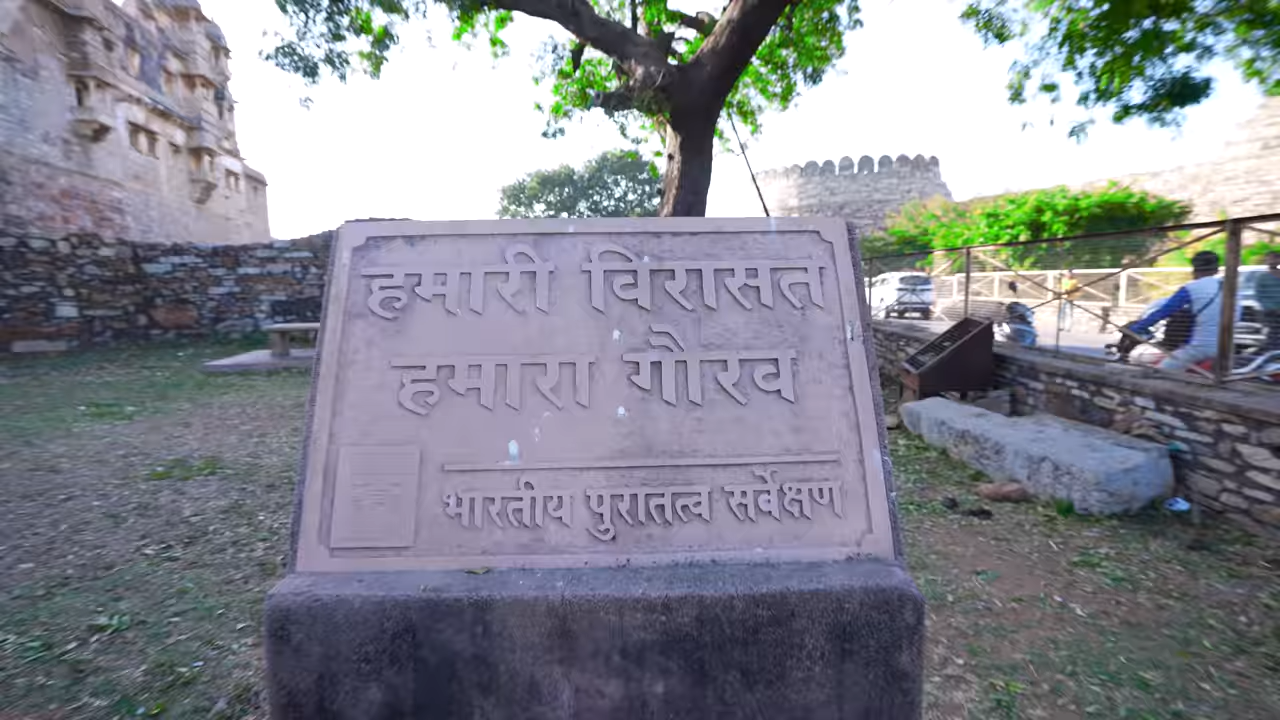 हमारी विरासत
हमारा गौरव
भारतीय पुरातत्व सर्वेक्षण